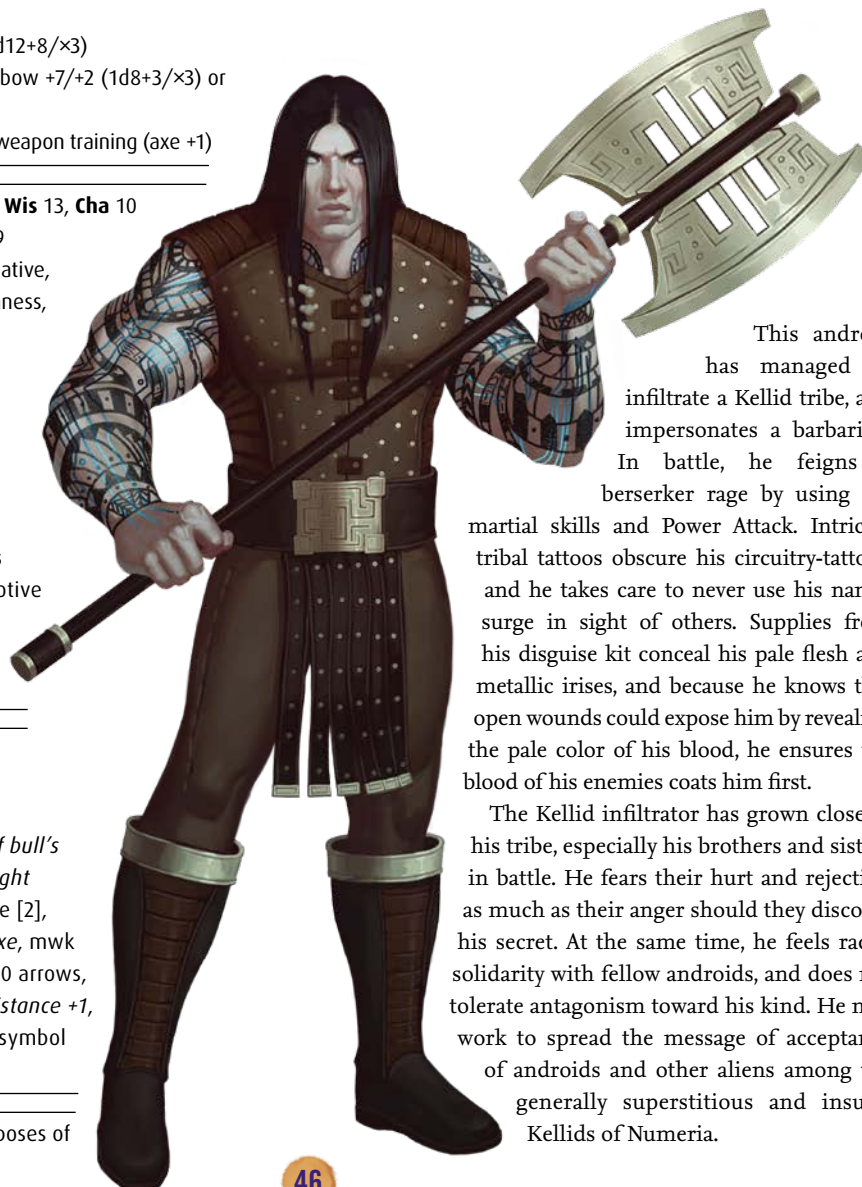 d12+8/×3)
bow +7/+2 (1d8+3/×3) or
weapon training (axe +1)
Wis 13, Cha 10
9
ative,
ness,
s
otive
f bull's
ght
e [2],
xe, mwk
0 arrows,
istance +1,
symbol
poses of
This andro
has managed
infiltrate a Kellid tribe, a
impersonates a barbari
In battle, he feigns
berserker rage by using
martial skills and Power Attack. Intric
tribal tattoos obscure his circuitry-tatto
and he takes care to never use his nan
surge in sight of others. Supplies fro
his disguise kit conceal his pale flesh a
metallic irises, and because he knows th
open wounds could expose him by reveali
the pale color of his blood, he ensures t
blood of his enemies coats him first.
The Kellid infiltrator has grown close
his tribe, especially his brothers and sist
in battle. He fears their hurt and rejecti
as much as their anger should they disco
his secret. At the same time, he feels rac
solidarity with fellow androids, and does n
tolerate antagonism toward his kind. He m
work to spread the message of acceptan
of androids and other aliens among t
generally superstitious and insu
Kellids of Numeria.
46